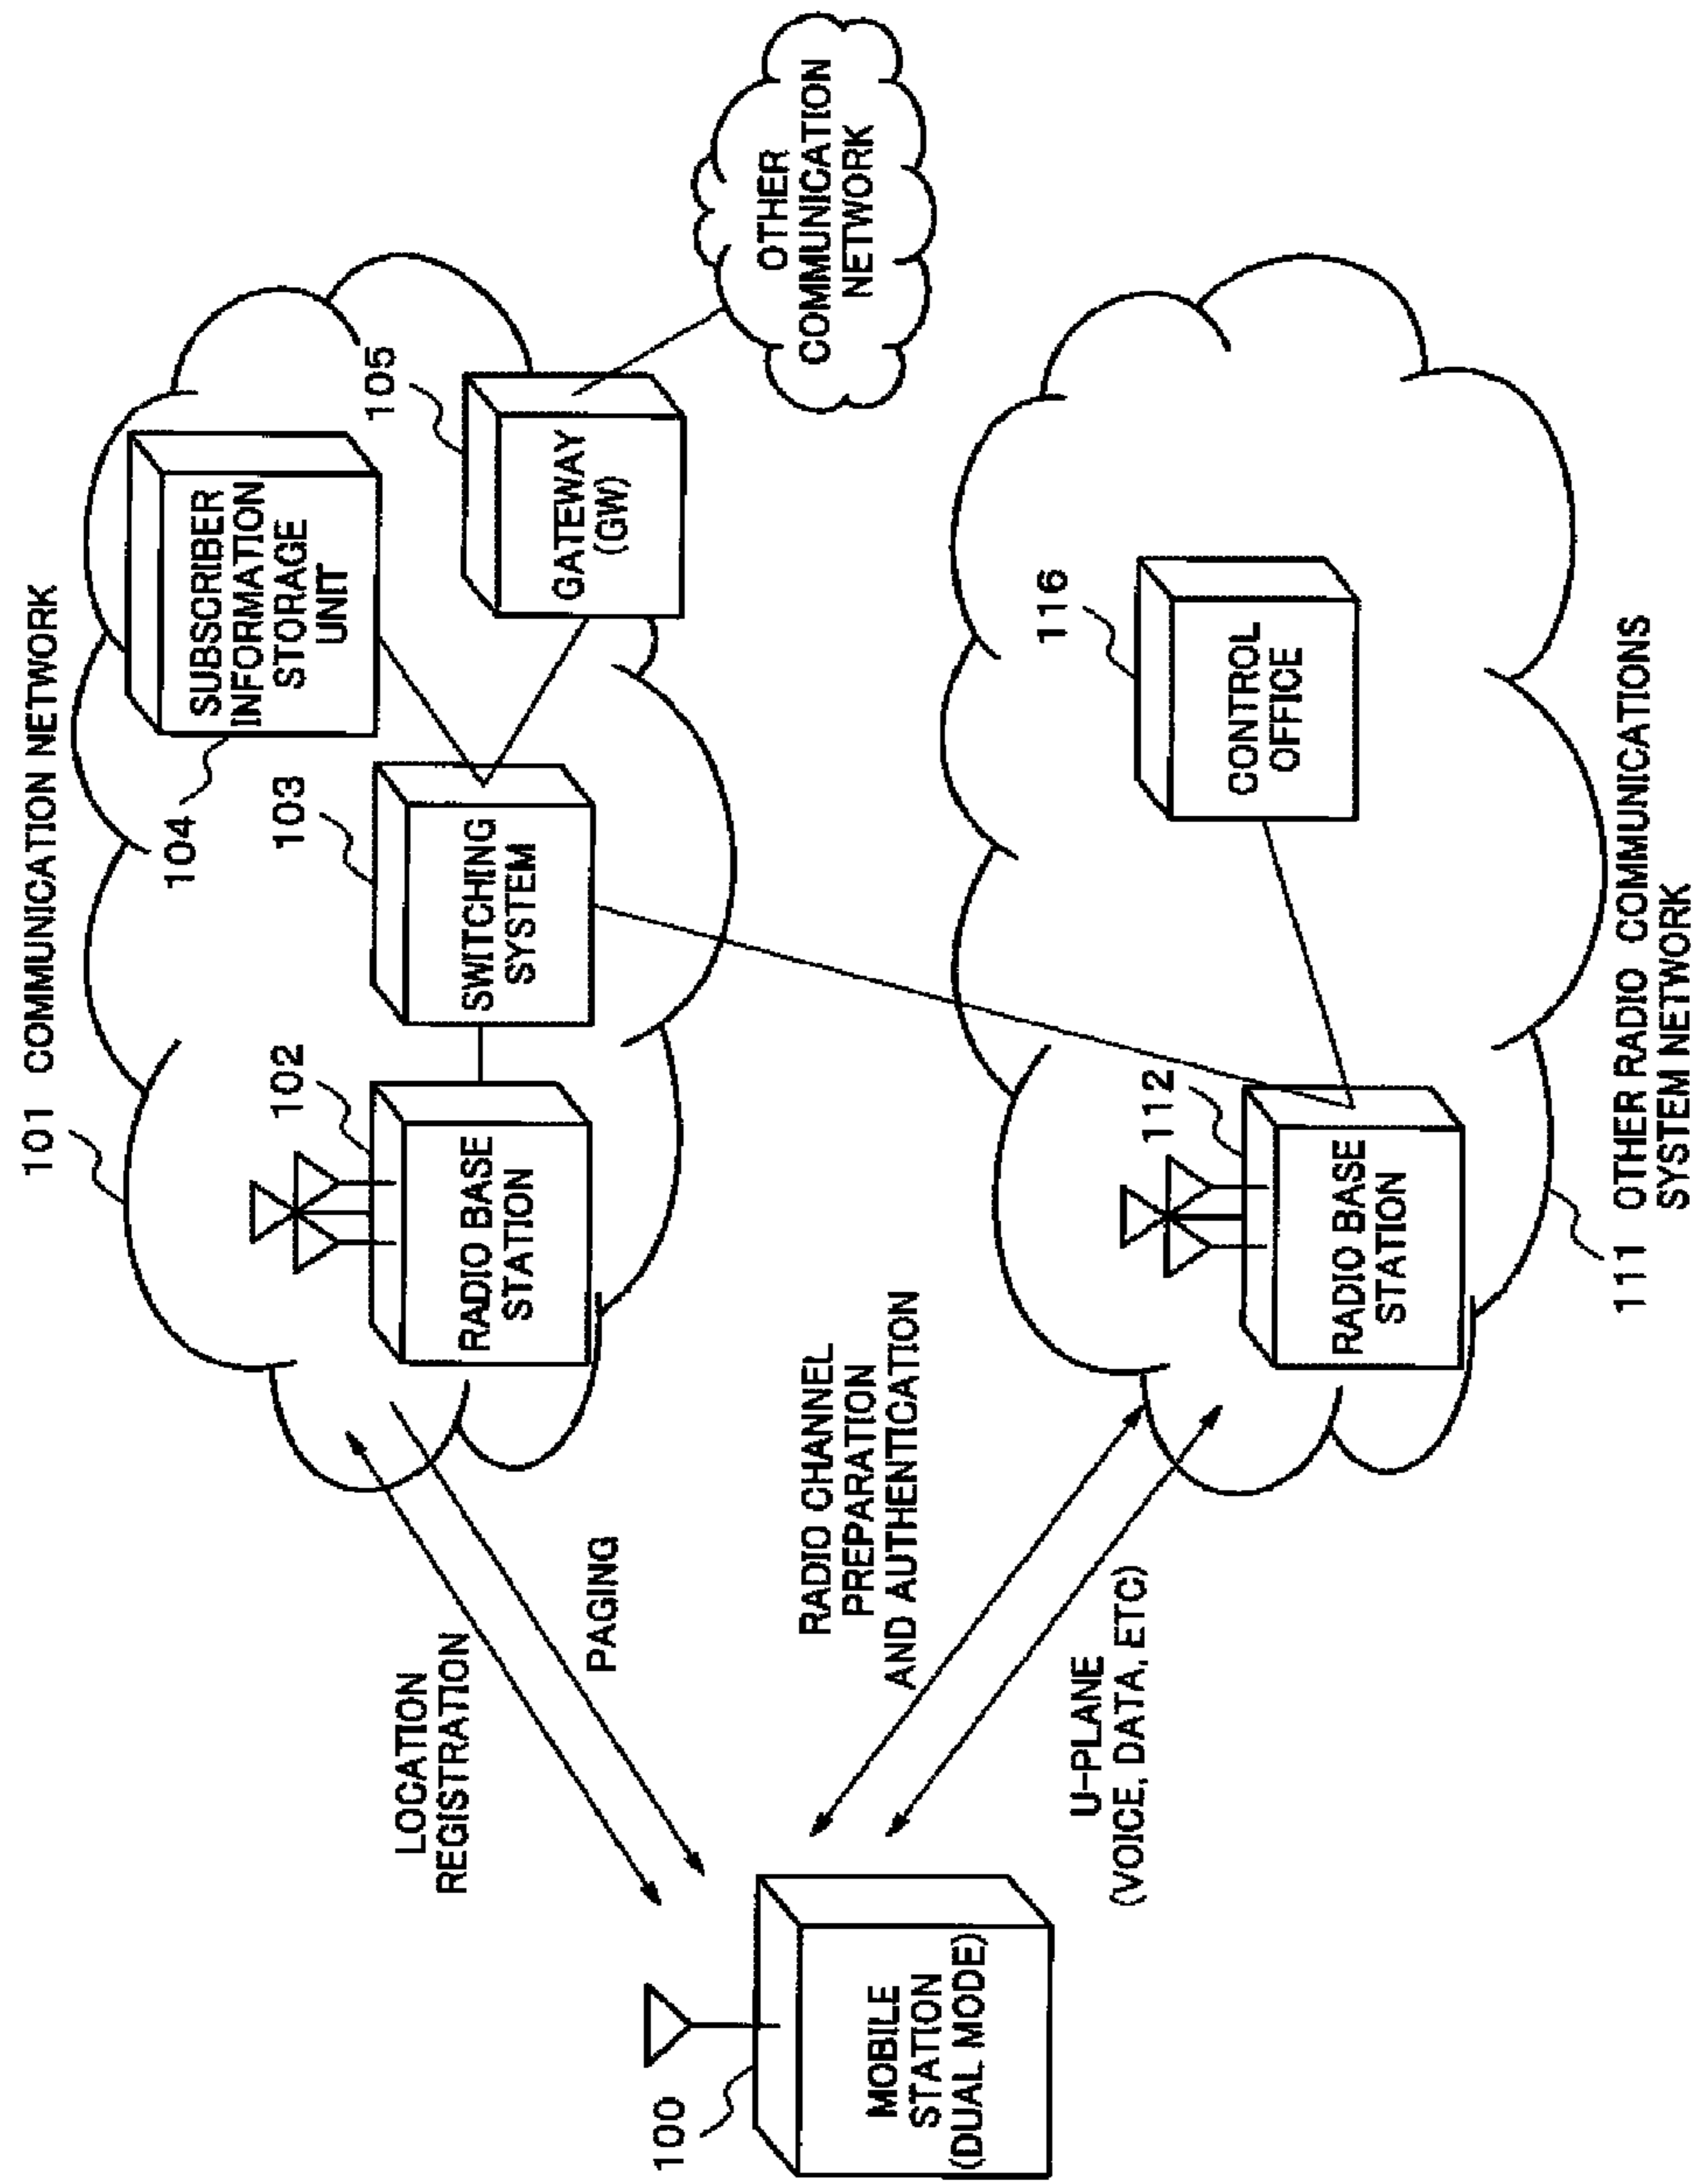 101 COMMUNICATION NETWORK
104
SUBSCRIBER
INFORMATION
STORAGE
UNIT
102
103
105
RADIO BASE
STATION
SWITCHING
SYSTEM
GATEWAY
(GW)
LOCATION
REGISTRATION
PAGING
OTHER
COMMUNICATION
NETWORK
100
MOBILE
STATION
(DUAL MODE)
RADIO CHANNEL
PREPARATION
AND AUTHENTICATION
U-PLANE
(VOICE, DATA, ETC)
112
116
RADIO BASE
STATION
CONTROL
OFFICE
111 OTHER RADIO COMMUNICATIONS
SYSTEM NETWORK